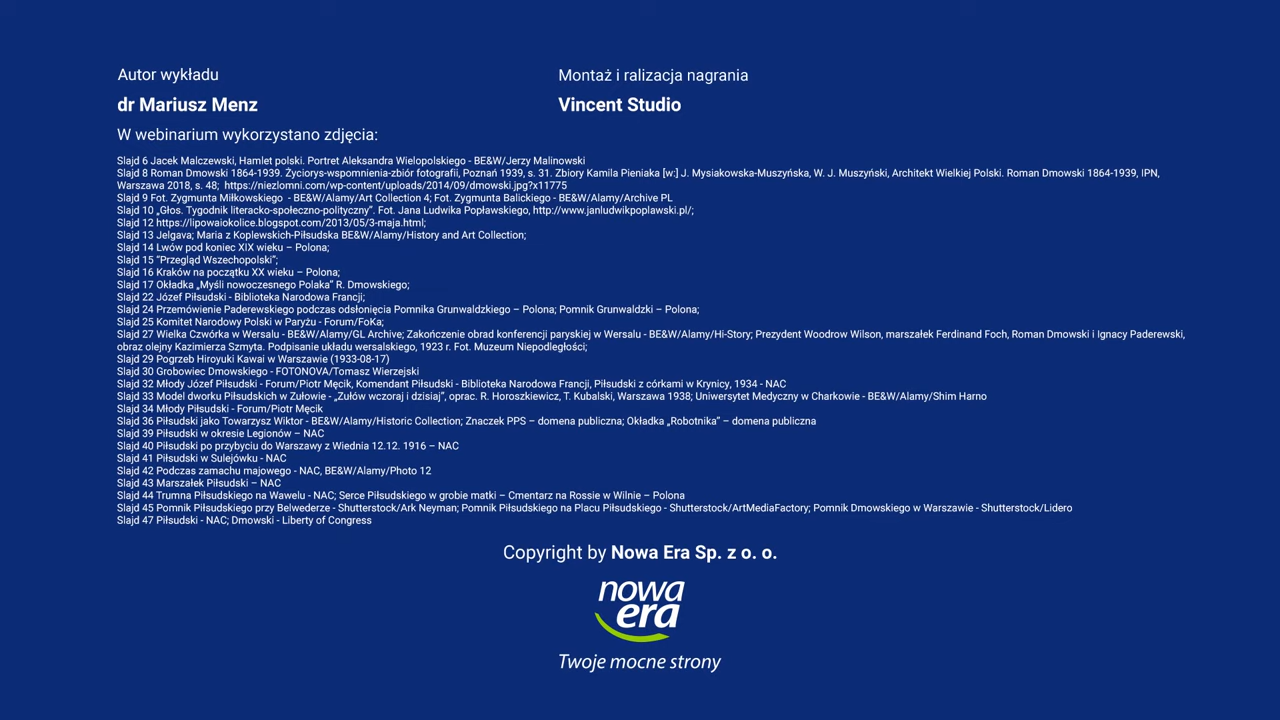 Autor wykładu
dr Mariusz Menz
Montaż i ralizacja nagrania
Vincent Studio
W webinarium wykorzystano zdjęcia:
Slajd 6 Jacek Malczewski, Hamlet polski. Portret Aleksandra Wielopolskiego - BE&W/Jerzy Malinowski
Slajd 8 Roman Dmowski 1864-1939. Życiorys-wspomnienia-zbiór fotografii, Poznań 1939, s. 31. Zbiory Kamila Pieniaka [w:] J. Mysiakowska-Muszyńska, W. J. Muszyński, Architekt Wielkiej Polski. Roman Dmowski 1864-1939, IPN,
Warszawa 2018, s. 48;  https://niezlomni.com/wp-content/uploads/2014/09/dmowski.jpg?x11775
Slajd 9 Fot. Zygmunta Miłkowskiego  - BE&W/Alamy/Art Collection 4; Fot. Zygmunta Balickiego - BE&W/Alamy/Archive PL
Slajd 10 „Głos. Tygodnik literacko-społeczno-polityczny”. Fot. Jana Ludwika Popławskiego, http://www.janludwikpoplawski.pl/;
Slajd 12 https://lipowaiokolice.blogspot.com/2013/05/3-maja.html;
Slajd 13 Jelgava; Maria z Koplewskich-Piłsudska BE&W/Alamy/History and Art Collection;
Slajd 14 Lwów pod koniec XIX wieku – Polona;
Slajd 15 “Przegląd Wszechpolski”;
Slajd 16 Kraków na początku XX wieku – Polona;
Slajd 17 Okładka „Myśli nowoczesnego Polaka” R. Dmowskiego;
Slajd 22 Józef Piłsudski - Biblioteka Narodowa Francji;
Slajd 24 Przemówienie Paderewskiego podczas odsłonięcia Pomnika Grunwaldzkiego – Polona; Pomnik Grunwaldzki – Polona;
Slajd 25 Komitet Narodowy Polski w Paryżu - Forum/FoKa;
Slajd 27 Wielka Czwórka w Wersalu - BE&W/Alamy/GL Archive; Zakończenie obrad konferencji paryskiej w Wersalu - BE&W/Alamy/Hi-Story; Prezydent Woodrow Wilson, marszałek Ferdinand Foch, Roman Dmowski i Ignacy Paderewski,
obraz olejny Kazimierza Szmyta. Podpisanie układu wersalskiego, 1923 r. Fot. Muzeum Niepodległości;
Slajd 29 Pogrzeb Hiroyuki Kawai w Warszawie (1933-08-17)
Slajd 30 Grobowiec Dmowskiego - FOTONOVA/Tomasz Wierzejski
Slajd 32 Młody Józef Piłsudski - Forum/Piotr Męcik, Komendant Piłsudski - Biblioteka Narodowa Francji, Piłsudski z córkami w Krynicy, 1934 - NAC
Slajd 33 Model dworku Piłsudskich w Zułowie - „Zułów wczoraj i dzisiaj”, oprac. R. Horoszkiewicz, T. Kubalski, Warszawa 1938; Uniwersytet Medyczny w Charkowie - BE&W/Alamy/Shim Harno
Slajd 34 Młody Piłsudski - Forum/Piotr Męcik
Slajd 36 Piłsudski jako Towarzysz Wiktor - BE&W/Alamy/Historic Collection; Znaczek PPS – domena publiczna; Okładka „Robotnika” – domena publiczna
Slajd 39 Piłsudski w okresie Legionów – NAC
Slajd 40 Piłsudski po przybyciu do Warszawy z Wiednia 12.12. 1916 – NAC
Slajd 41 Piłsudski w Sulejówku - NAC
Slajd 42 Podczas zamachu majowego - NAC, BE&W/Alamy/Photo 12
Slajd 43 Marszałek Piłsudski – NAC
Slajd 44 Trumna Piłsudskiego na Wawelu - NAC; Serce Piłsudskiego w grobie matki – Cmentarz na Rossie w Wilnie – Polona
Slajd 45 Pomnik Piłsudskiego przy Belwederze - Shutterstock/Ark Neyman; Pomnik Piłsudskiego na Placu Piłsudskiego - Shutterstock/ArtMediaFactory; Pomnik Dmowskiego w Warszawie - Shutterstock/Lidero
Slajd 47 Piłsudski - NAC; Dmowski - Liberty of Congress
Copyright by Nowa Era Sp. z o. o.
nowa
era
Twoje mocne strony